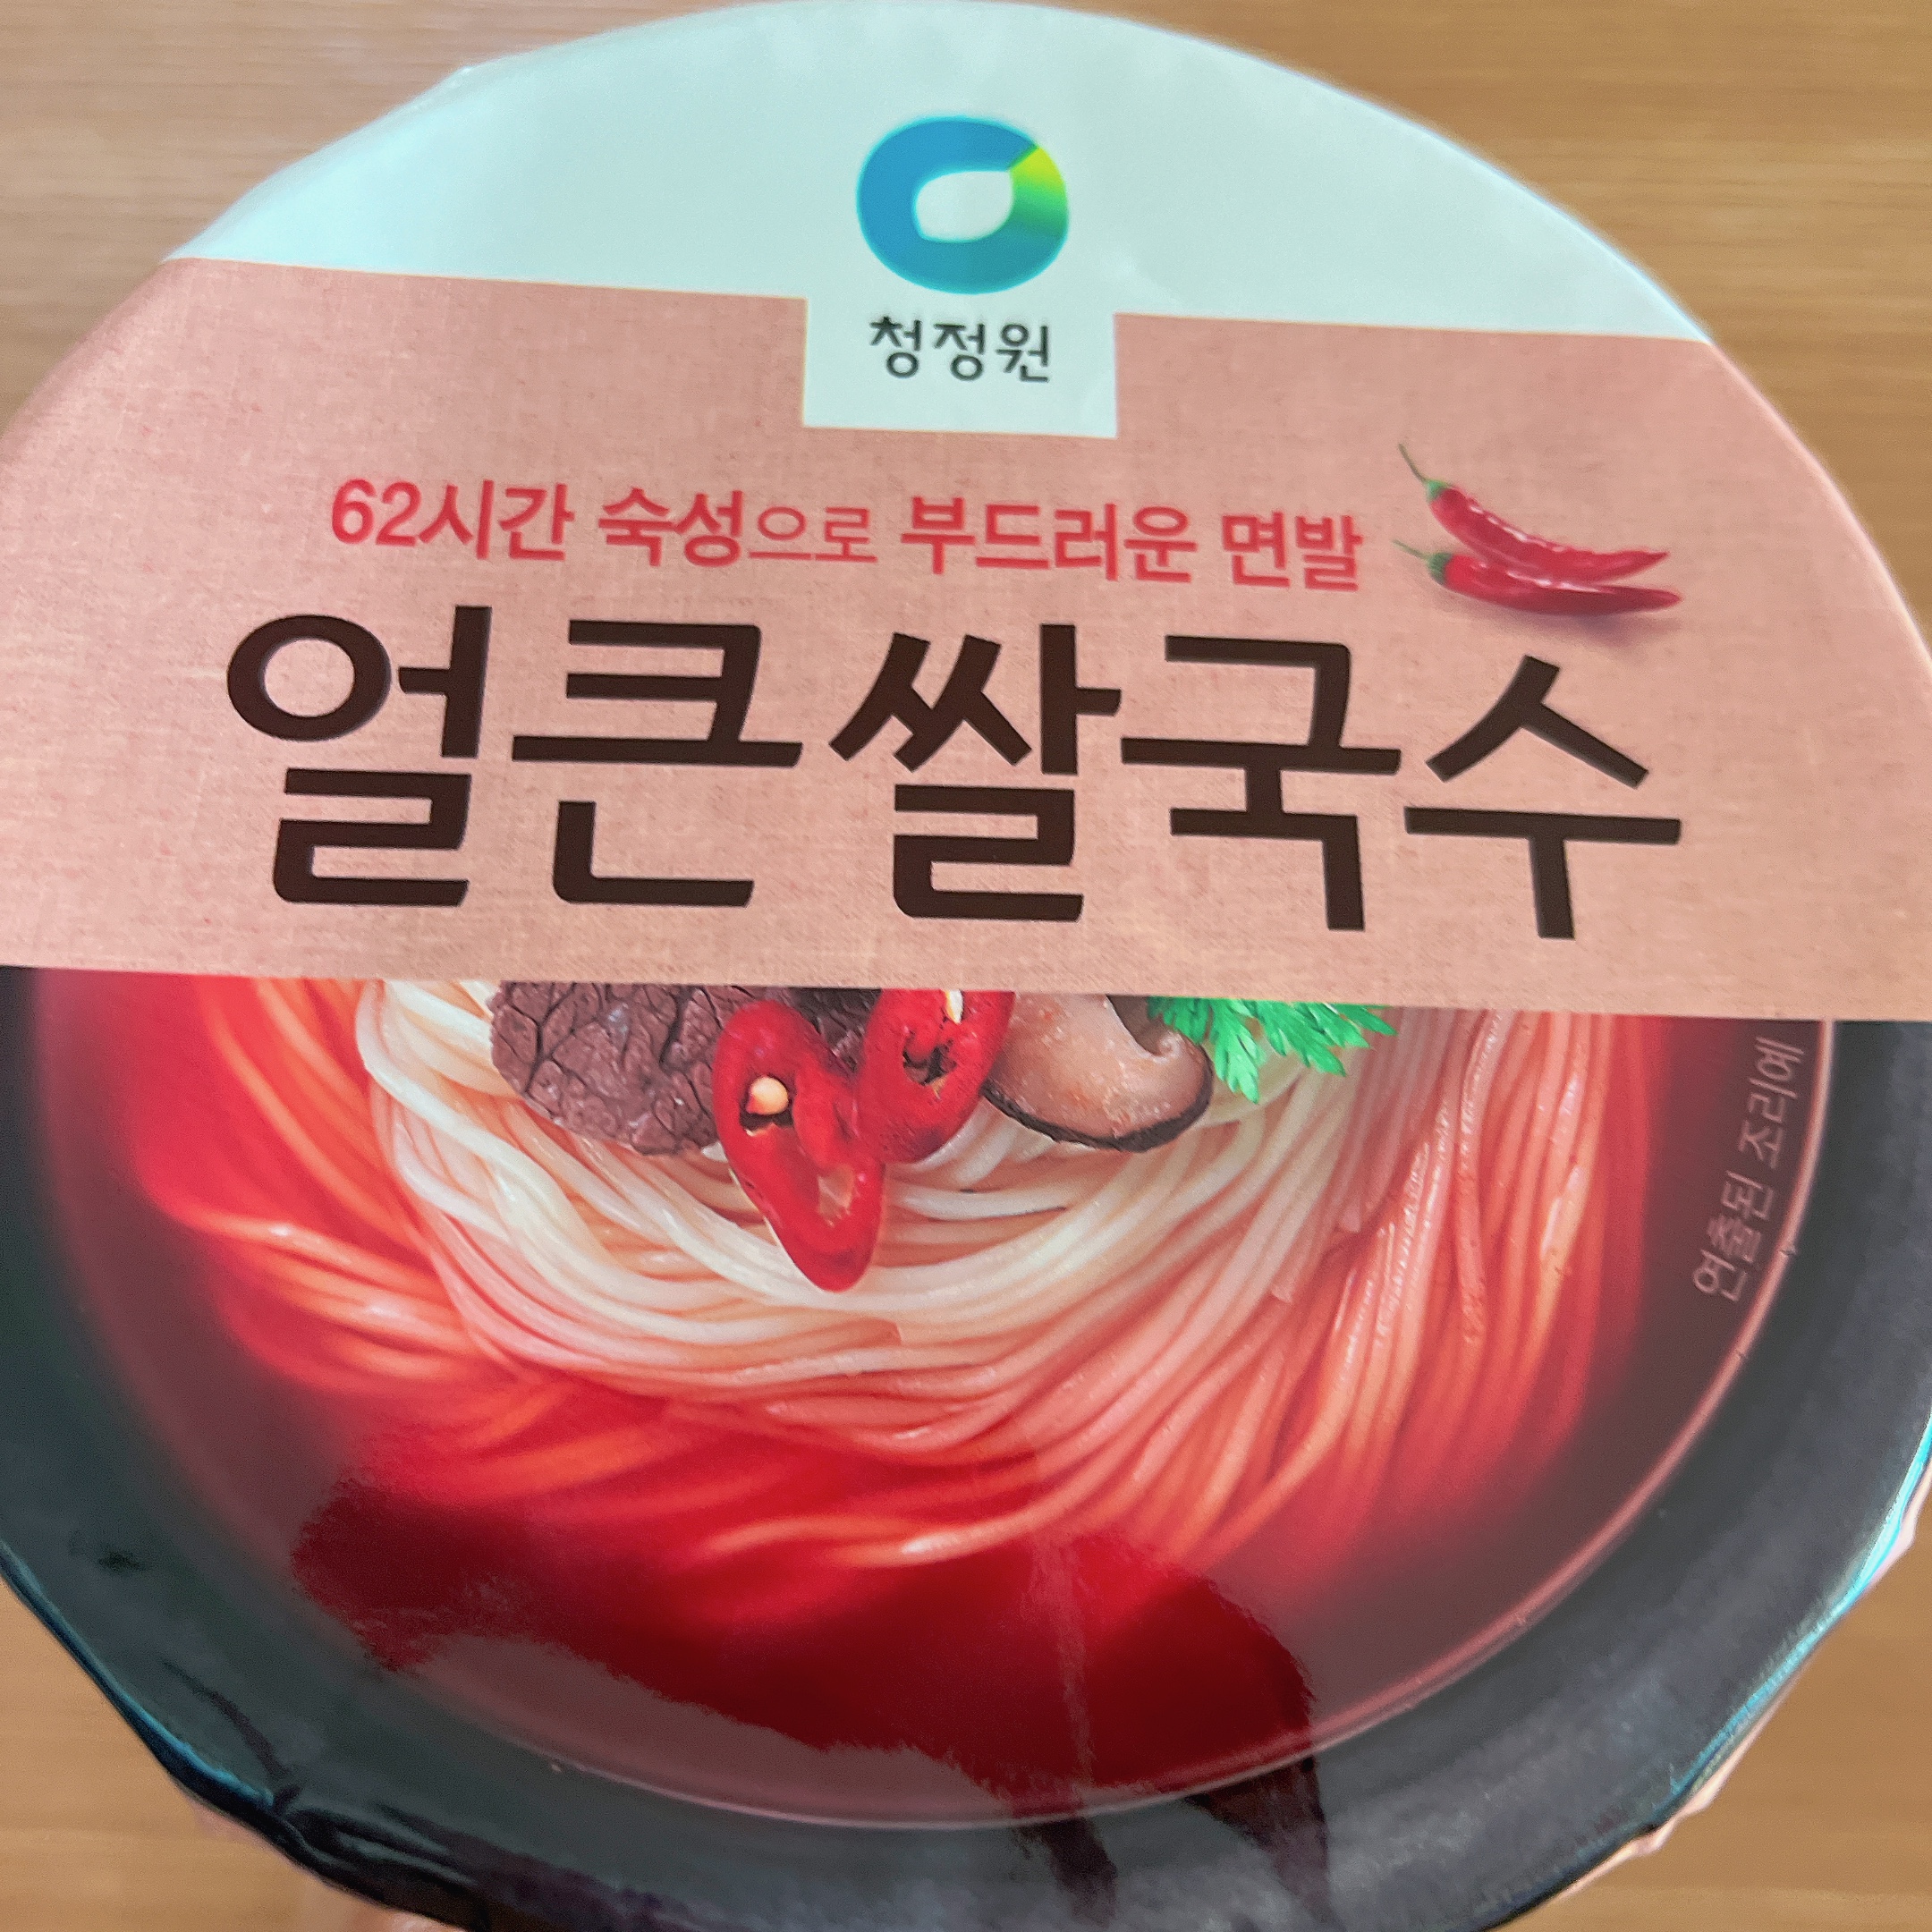 청정원
62시간 숙성으로 부드러운 면발
얼큰쌀국수
연출된 조리예